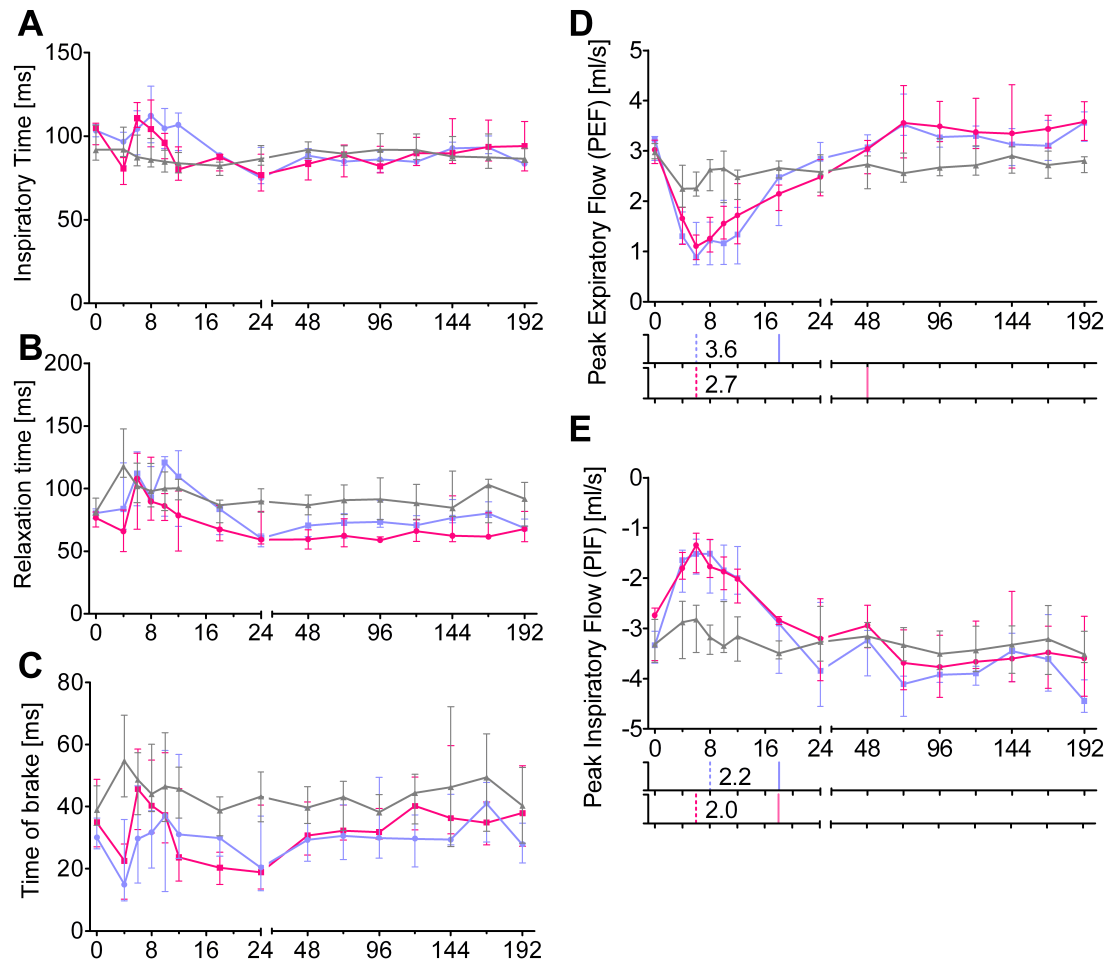 A
Inspiratory Time [ms]
150
100
50
0
0 8 16 24 48 96 144 192
B
Relaxation time [ms]
200
150
100
50
0
0 8 16 24 48 96 144 192
C
Time of brake [ms]
80
60
40
20
0
0 8 16 24 48 96 144 192
D
Peak Expiratory Flow (PEF) [ml/s]
5
4
3
2
1
0
0 8 16 24 48 96 144 192
3.6
2.7
E
Peak Inspiratory Flow (PIF) [ml/s]
0
-1
-2
-3
-4
-5
0 8 16 24 48 96 144 192
2.2
2.0